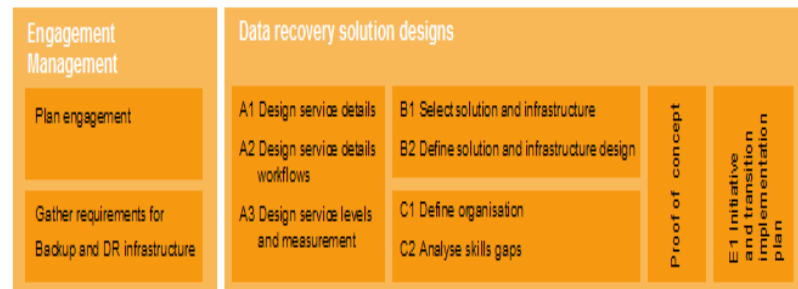 Engagement
Management
Plan engagement
Gather requirements for
Backup and DR infrastructure
Data recovery solution designs
A1 Design service details
A2 Design service details
workflows
A3 Design service levels
and measurement
B1 Select solution and infrastructure
B2 Define solution and infrastructure design
C1 Define organisation
C2 Analyse skills gaps
Proof of concept
E1 Initiative
and transition
implementation
plan